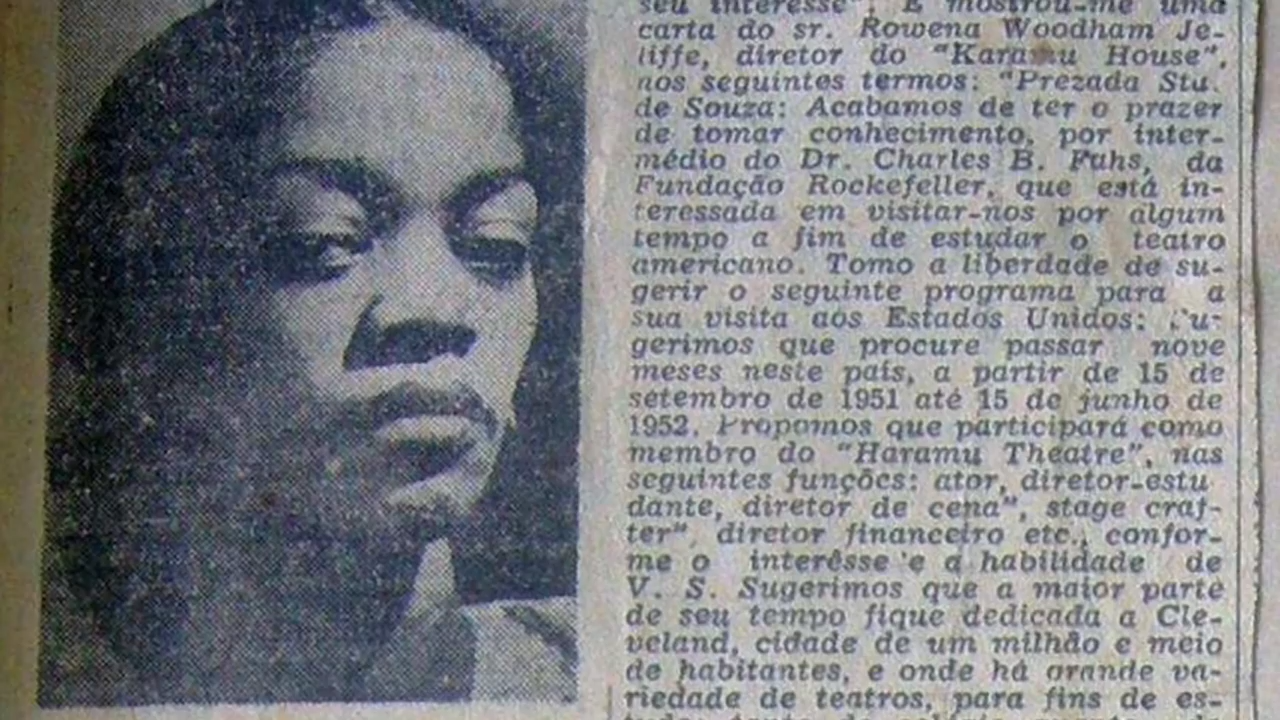 seu interesse". E mostrou-me uma
carta do sr. Rowena Woodham Je-
liffe, diretor do "Karamu House",
nos seguintes termos: "Prezada Sta.
de Souza: Acabamos de ter o prazer
de tomar conhecimento, por inter-
médio do Dr. Charles B. Fahs, da
Fundação Rockefeller, que está in-
teressada em visitar-nos por algum
tempo a fim de estudar o teatro
americano. Tomo a liberdade de su-
gerir o seguinte programa para a
sua visita aos Estados Unidos: Su-
gerimos que procure passar nove
meses neste país, a partir de 15 de
setembro de 1951 até 15 de junho de
1952. Propomos que participará como
membro do "Haramu Theatre", nas
seguintes funções: ator, diretor-estu
dante, diretor de cena", stage craf-
ter", diretor financeiro etc., confor-
me o interêsse e a habilidade de
V. S. Sugerimos que a maior parte
de seu tempo fique dedicada a Cle-
veland, cidade de um milhão e meio
de habitantes, e onde há grande va-
riedade de teatros, para fins de es-